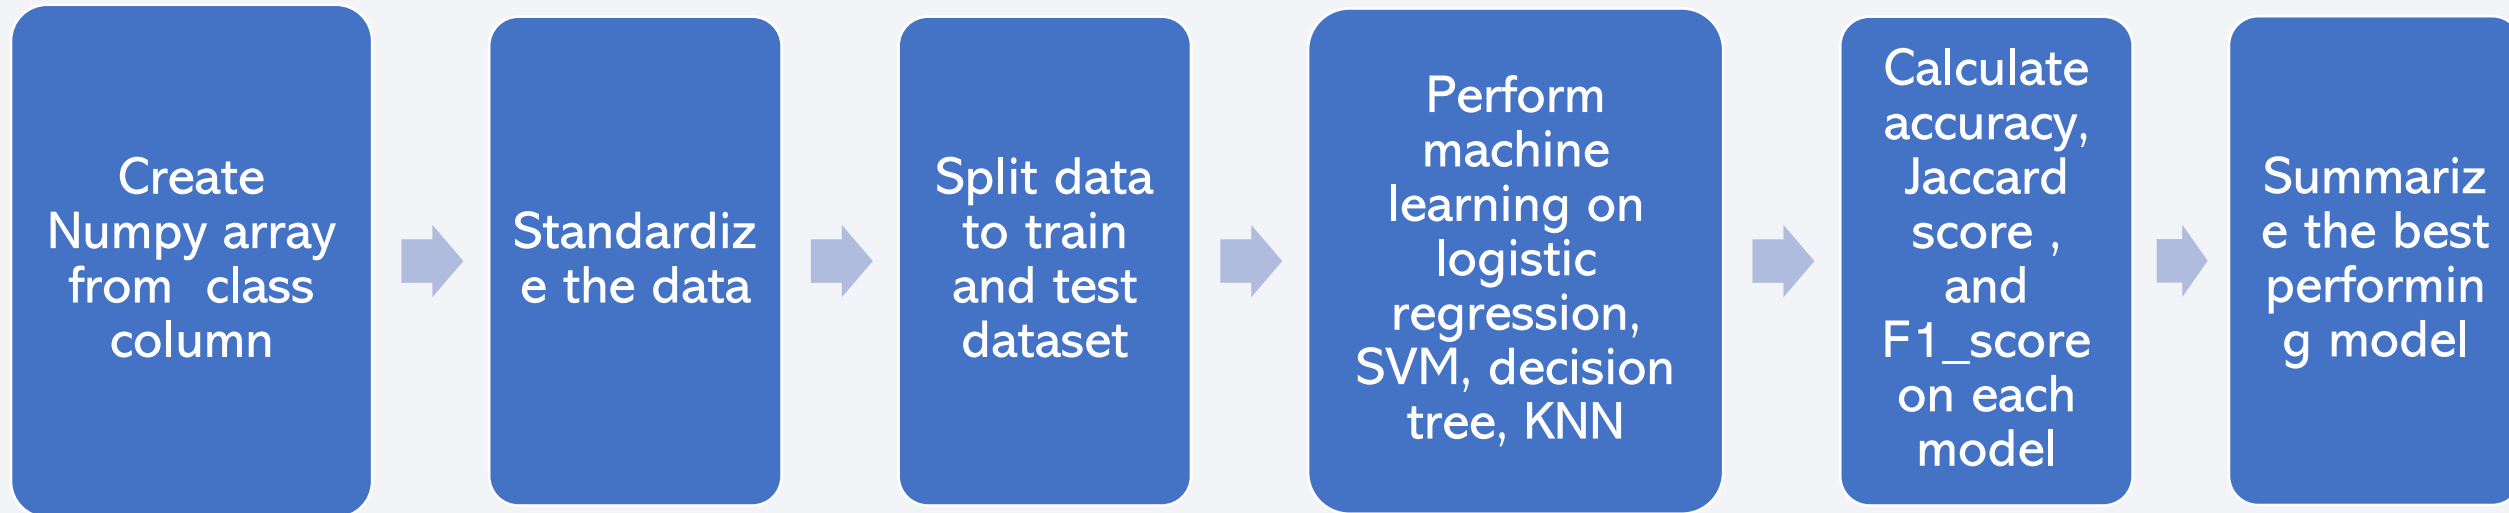 Create
Numpy array
from class
column
Standardiz
e the data
Split data
to train
and test
dataset
Perform
machine
learning on
logistic
regression,
SVM, decision
tree, KNN
Calculate
accuracy,
Jaccard
score ,
and
F1_score
on each
model
Summariz
e the best
performin
g model